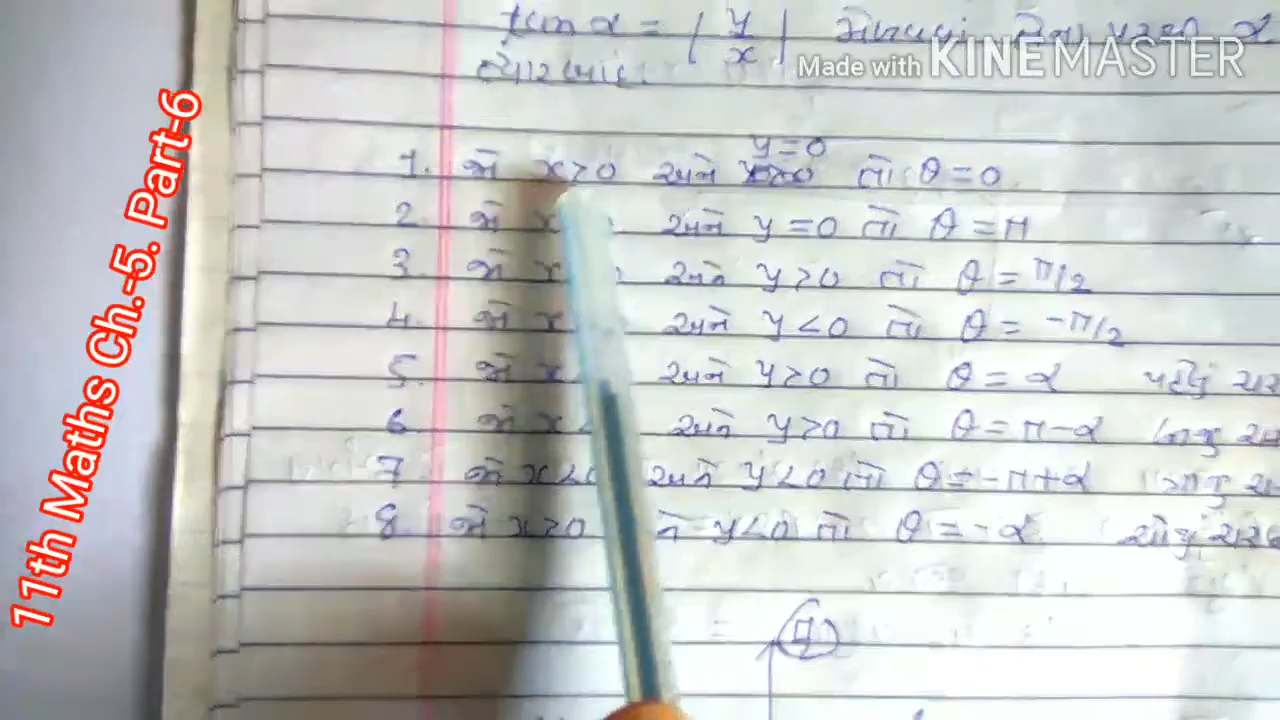 tan α = | y/x |
ત્યારબાદ.
Made with KINEMASTER
1. જો x>0 અને y=0 તો θ=0
2. જો x અને y=0 તો θ=π
3. જો x અને y>0 તો θ=π/2
4. જો x અને y<0 તો θ=-π/2
5. જો x અને y>0 તો θ=α પહેલું
6. જો x< અને y>0 તો θ=π-α
7. જો x<0 અને y<0 તો θ=-π+α
8. જો x>0 ને y<0 તો θ=-α
11th Maths Ch.-5. Part-6